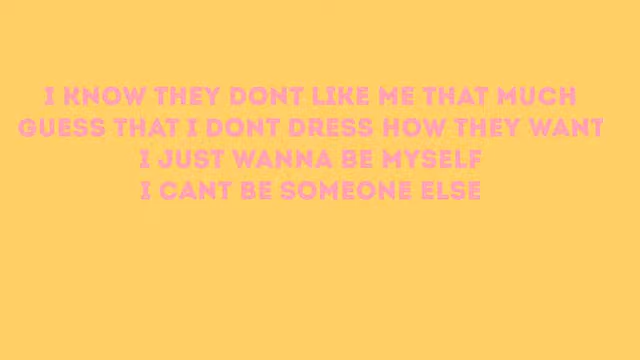 I KNOW THEY DONT LIKE ME THAT MUCH
GUESS THAT I DONT DRESS HOW THEY WANT
I JUST WANNA BE MYSELF
I CANT BE SOMEONE ELSE